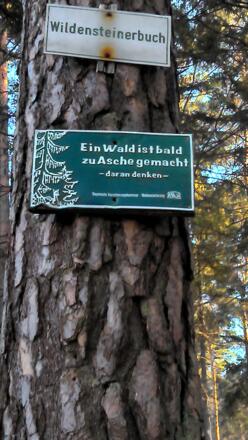 Wildensteinerbuch
Ein Wald ist bald
zu Asche gemacht
- daran denken -